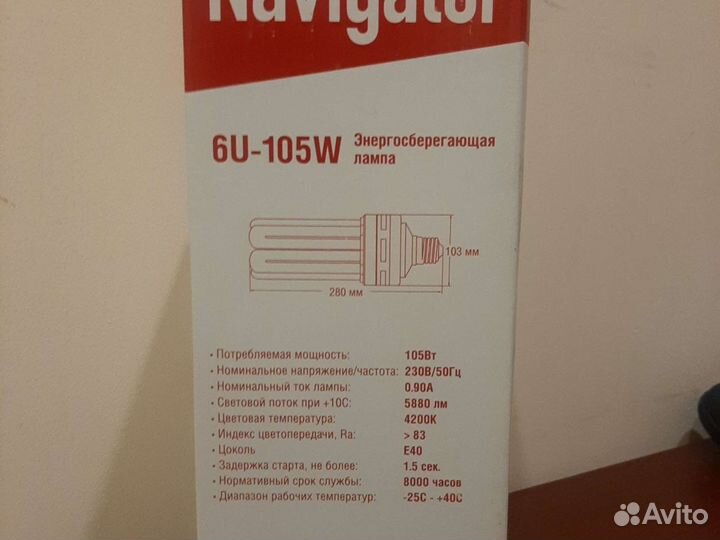 Navigator
6U-105W Энергосберегающая
лампа
103 мм
280 мм
• Потребляемая мощность: 105Вт
• Номинальное напряжение/частота: 230В/50Гц
• Номинальный ток лампы: 0.90А
• Световой поток при +10С: 5880 лм
• Цветовая температура: 4200К
• Индекс цветопередачи, Ra: > 83
• Цоколь E40
• Задержка старта, не более: 1.5 сек.
• Нормативный срок службы: 8000 часов
• Диапазон рабочих температур: -25С - +40С
Avito